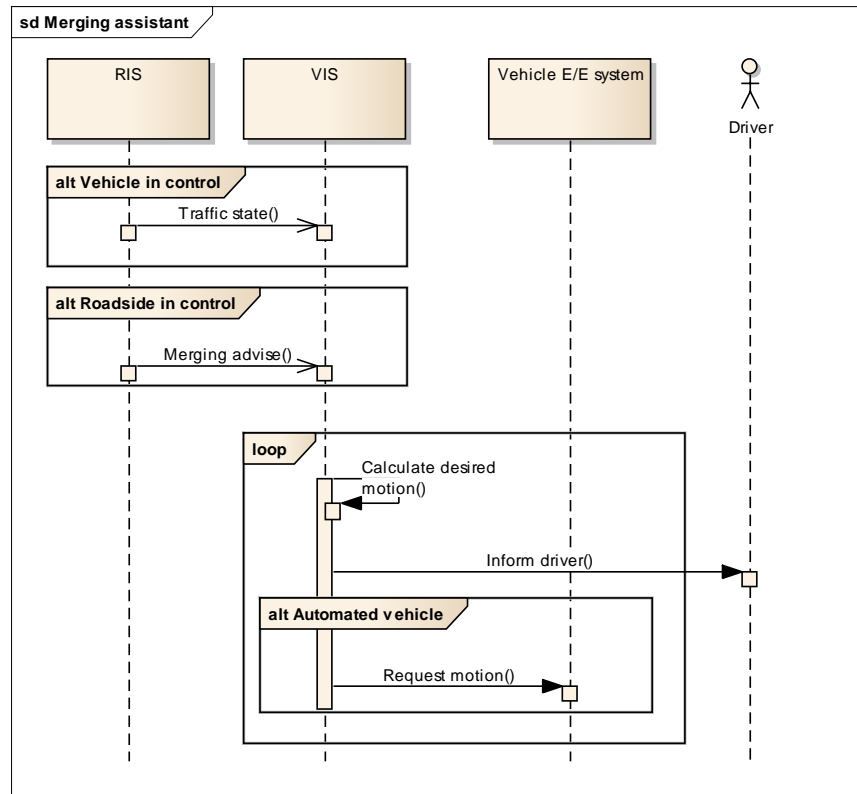 sd Merging assistant
RIS
VIS
Vehicle E/E system
Driver
alt Vehicle in control
Traffic state()
alt Roadside in control
Merging advise()
loop
Calculate desired
motion()
Inform driver()
alt Automated vehicle
Request motion()